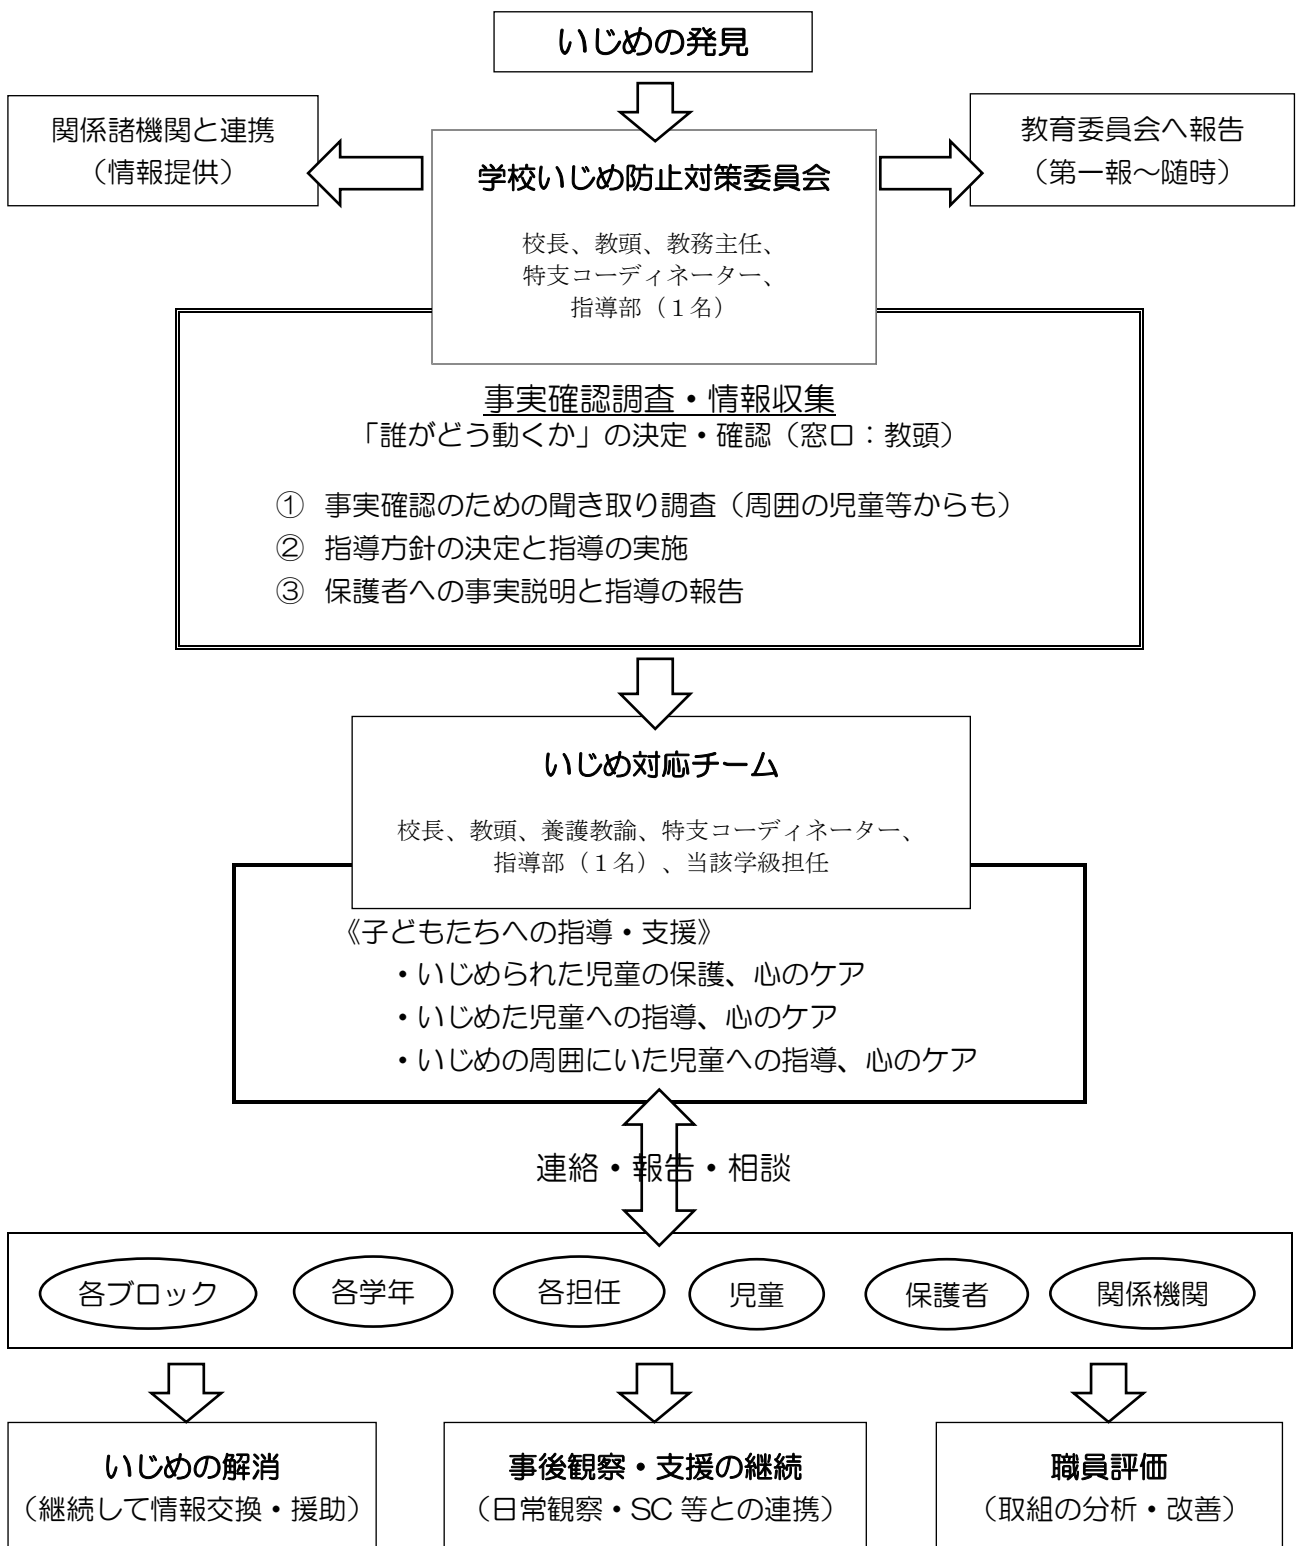 いじめの発見
関係諸機関と連携
（情報提供）
学校いじめ防止対策委員会
校長、教頭、教務主任、
特支コーディネーター、
指導部（１名）
教育委員会へ報告
（第一報～随時）
事実確認調査・情報収集
「誰がどう動くか」の決定・確認（窓口：教頭）
① 事実確認のための聞き取り調査（周囲の児童等からも）
② 指導方針の決定と指導の実施
③ 保護者への事実説明と指導の報告
いじめ対応チーム
校長、教頭、養護教諭、特支コーディネーター、
指導部（１名）、当該学級担任
《子どもたちへの指導・支援》
・いじめられた児童の保護、心のケア
・いじめた児童への指導、心のケア
・いじめの周囲にいた児童への指導、心のケア
連絡・報告・相談
各ブロック 各学年 各担任 児童 保護者 関係機関
いじめの解消
（継続して情報交換・援助）
事後観察・支援の継続
（日常観察・SC 等との連携）
職員評価
（取組の分析・改善）